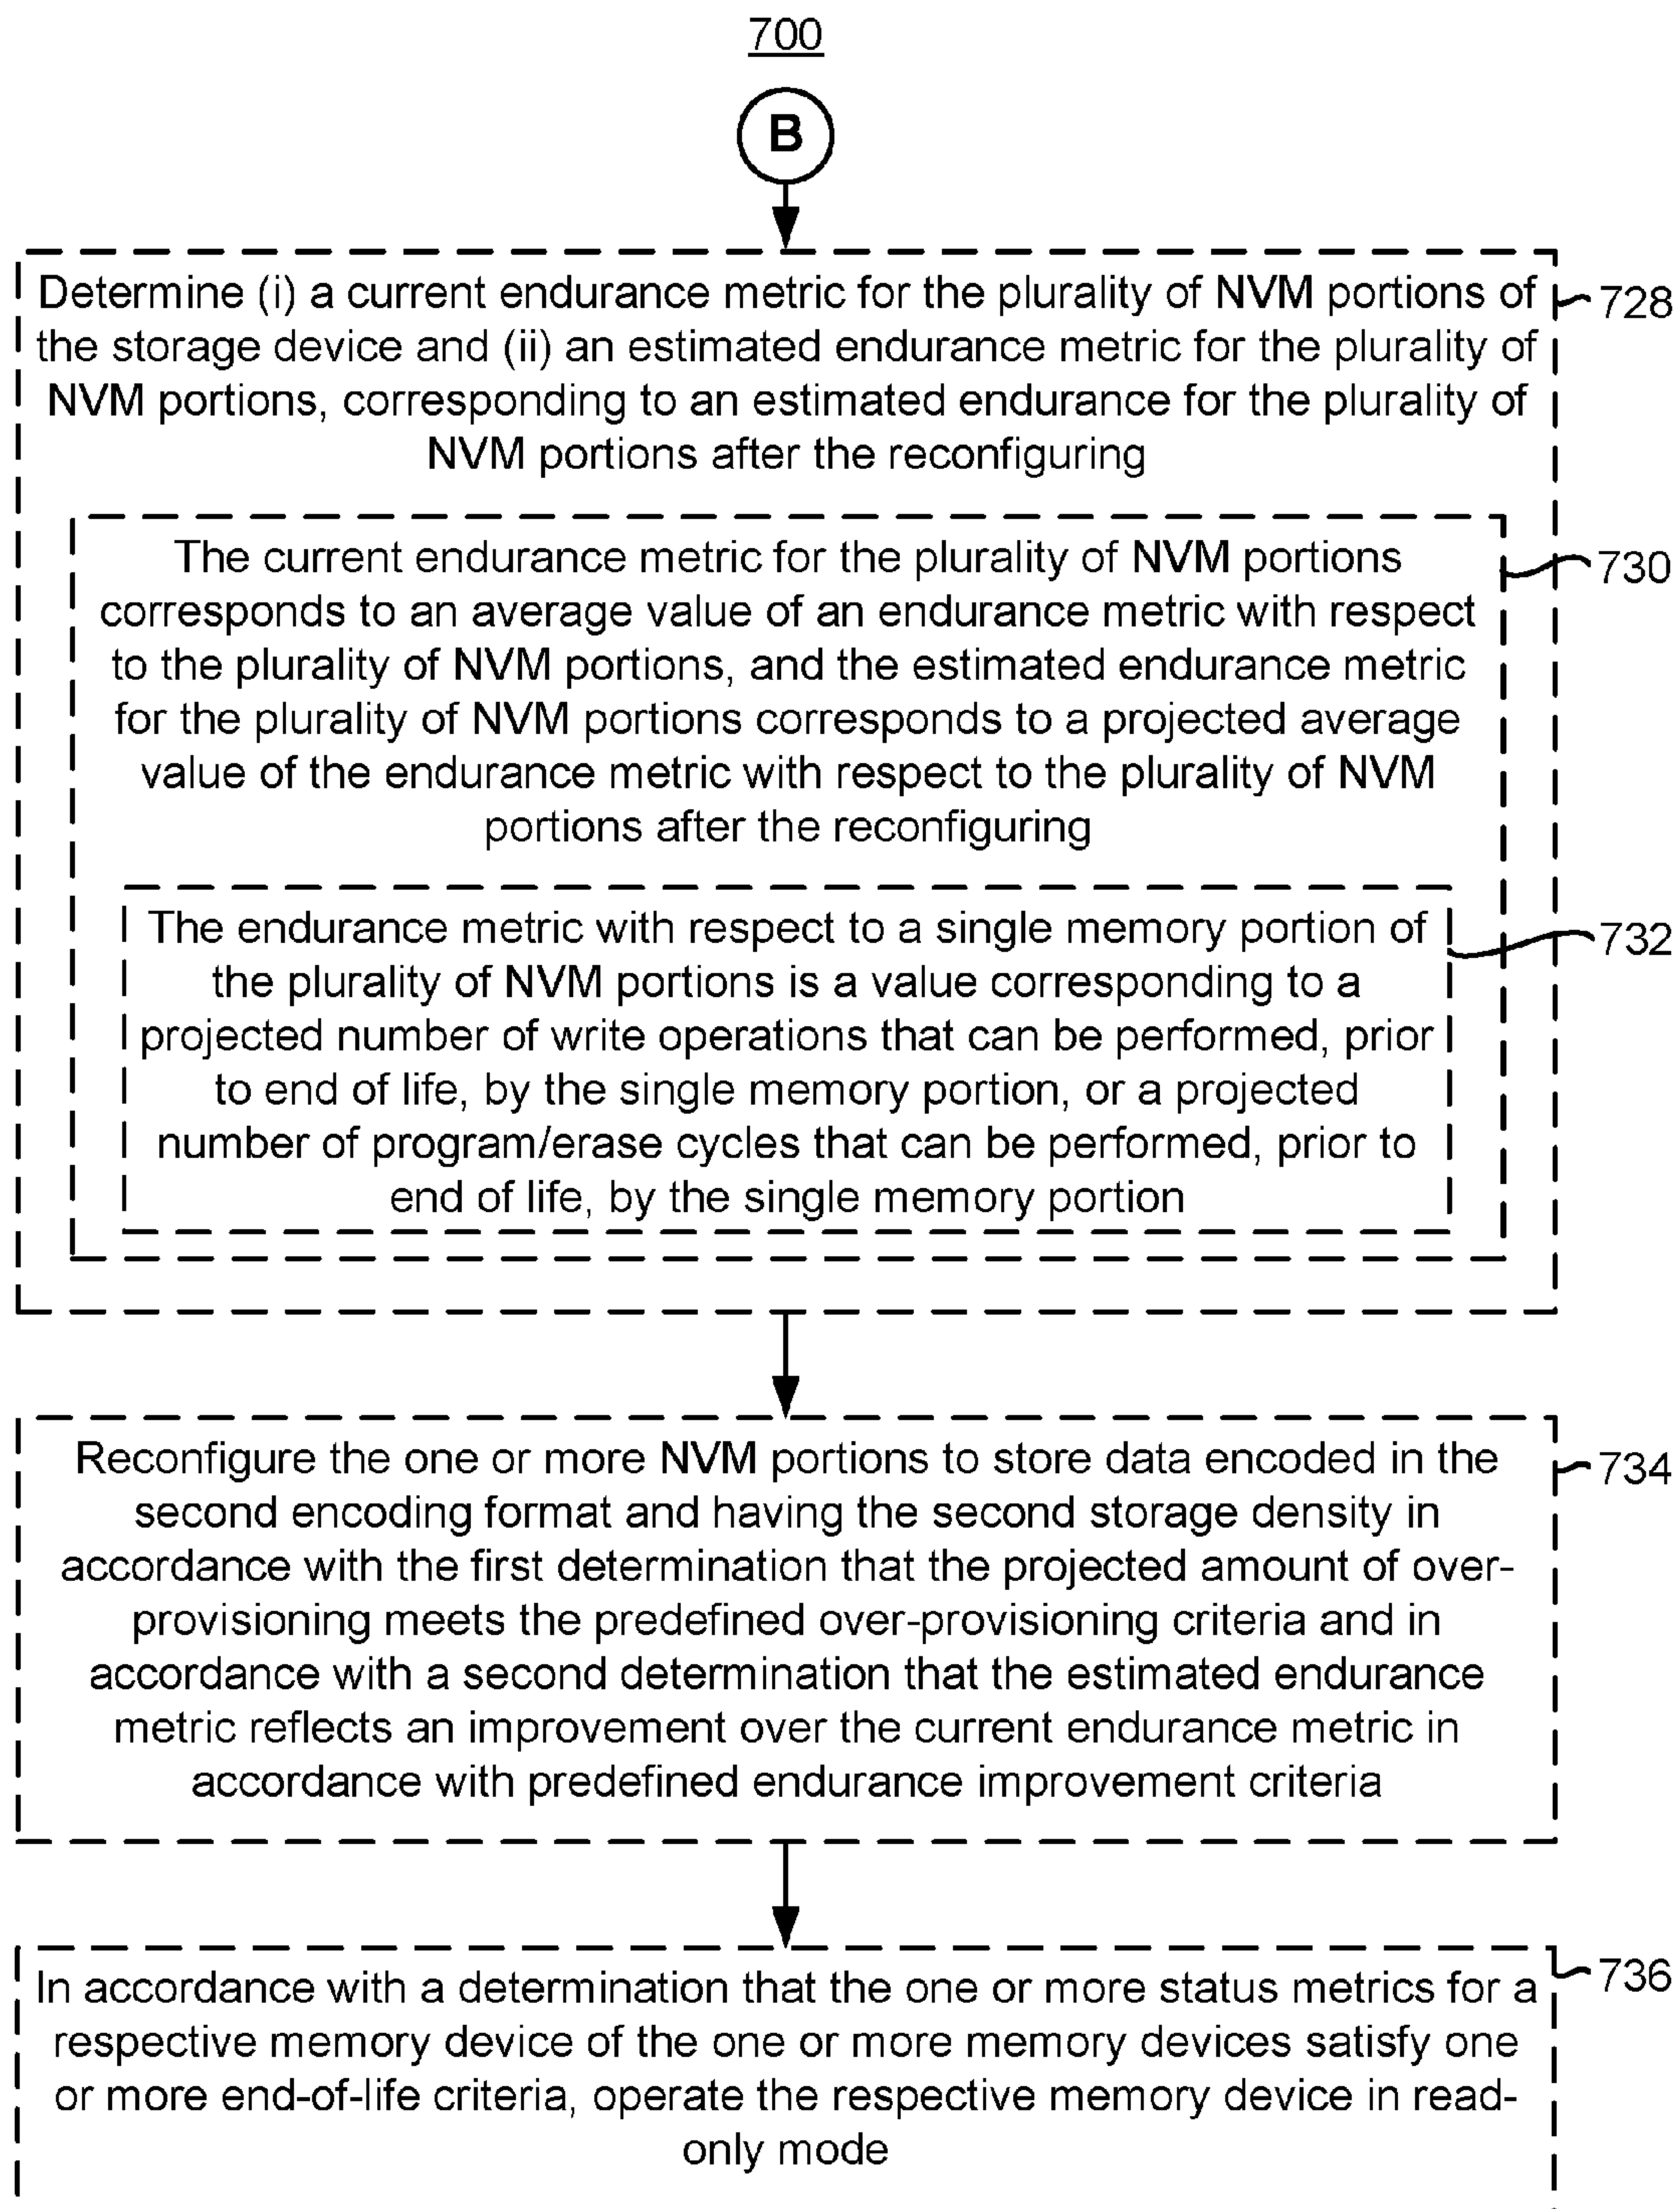 700
B
Determine (i) a current endurance metric for the plurality of NVM portions of
the storage device and (ii) an estimated endurance metric for the plurality of
NVM portions, corresponding to an estimated endurance for the plurality of
NVM portions after the reconfiguring
728
The current endurance metric for the plurality of NVM portions
corresponds to an average value of an endurance metric with respect
to the plurality of NVM portions, and the estimated endurance metric
for the plurality of NVM portions corresponds to a projected average
value of the endurance metric with respect to the plurality of NVM
portions after the reconfiguring
730
The endurance metric with respect to a single memory portion of
the plurality of NVM portions is a value corresponding to a
projected number of write operations that can be performed, prior
to end of life, by the single memory portion, or a projected
number of program/erase cycles that can be performed, prior to
end of life, by the single memory portion
732
Reconfigure the one or more NVM portions to store data encoded in the
second encoding format and having the second storage density in
accordance with the first determination that the projected amount of over-
provisioning meets the predefined over-provisioning criteria and in
accordance with a second determination that the estimated endurance
metric reflects an improvement over the current endurance metric in
accordance with predefined endurance improvement criteria
734
In accordance with a determination that the one or more status metrics for a
respective memory device of the one or more memory devices satisfy one
or more end-of-life criteria, operate the respective memory device in read-
only mode
736